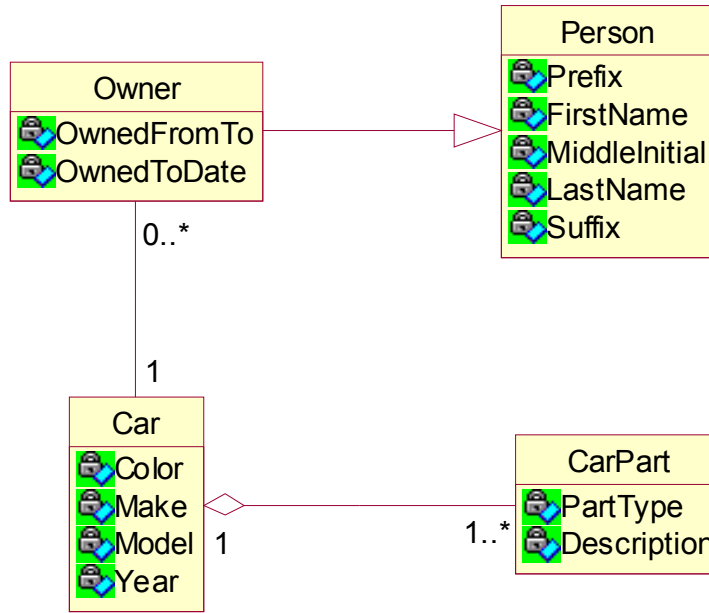 Person
Prefix
FirstName
MiddleInitial
LastName
Suffix
Owner
OwnedFromTo
OwnedToDate
0..*
1
Car
Color
Make
Model
Year
1
1..*
CarPart
PartType
Description